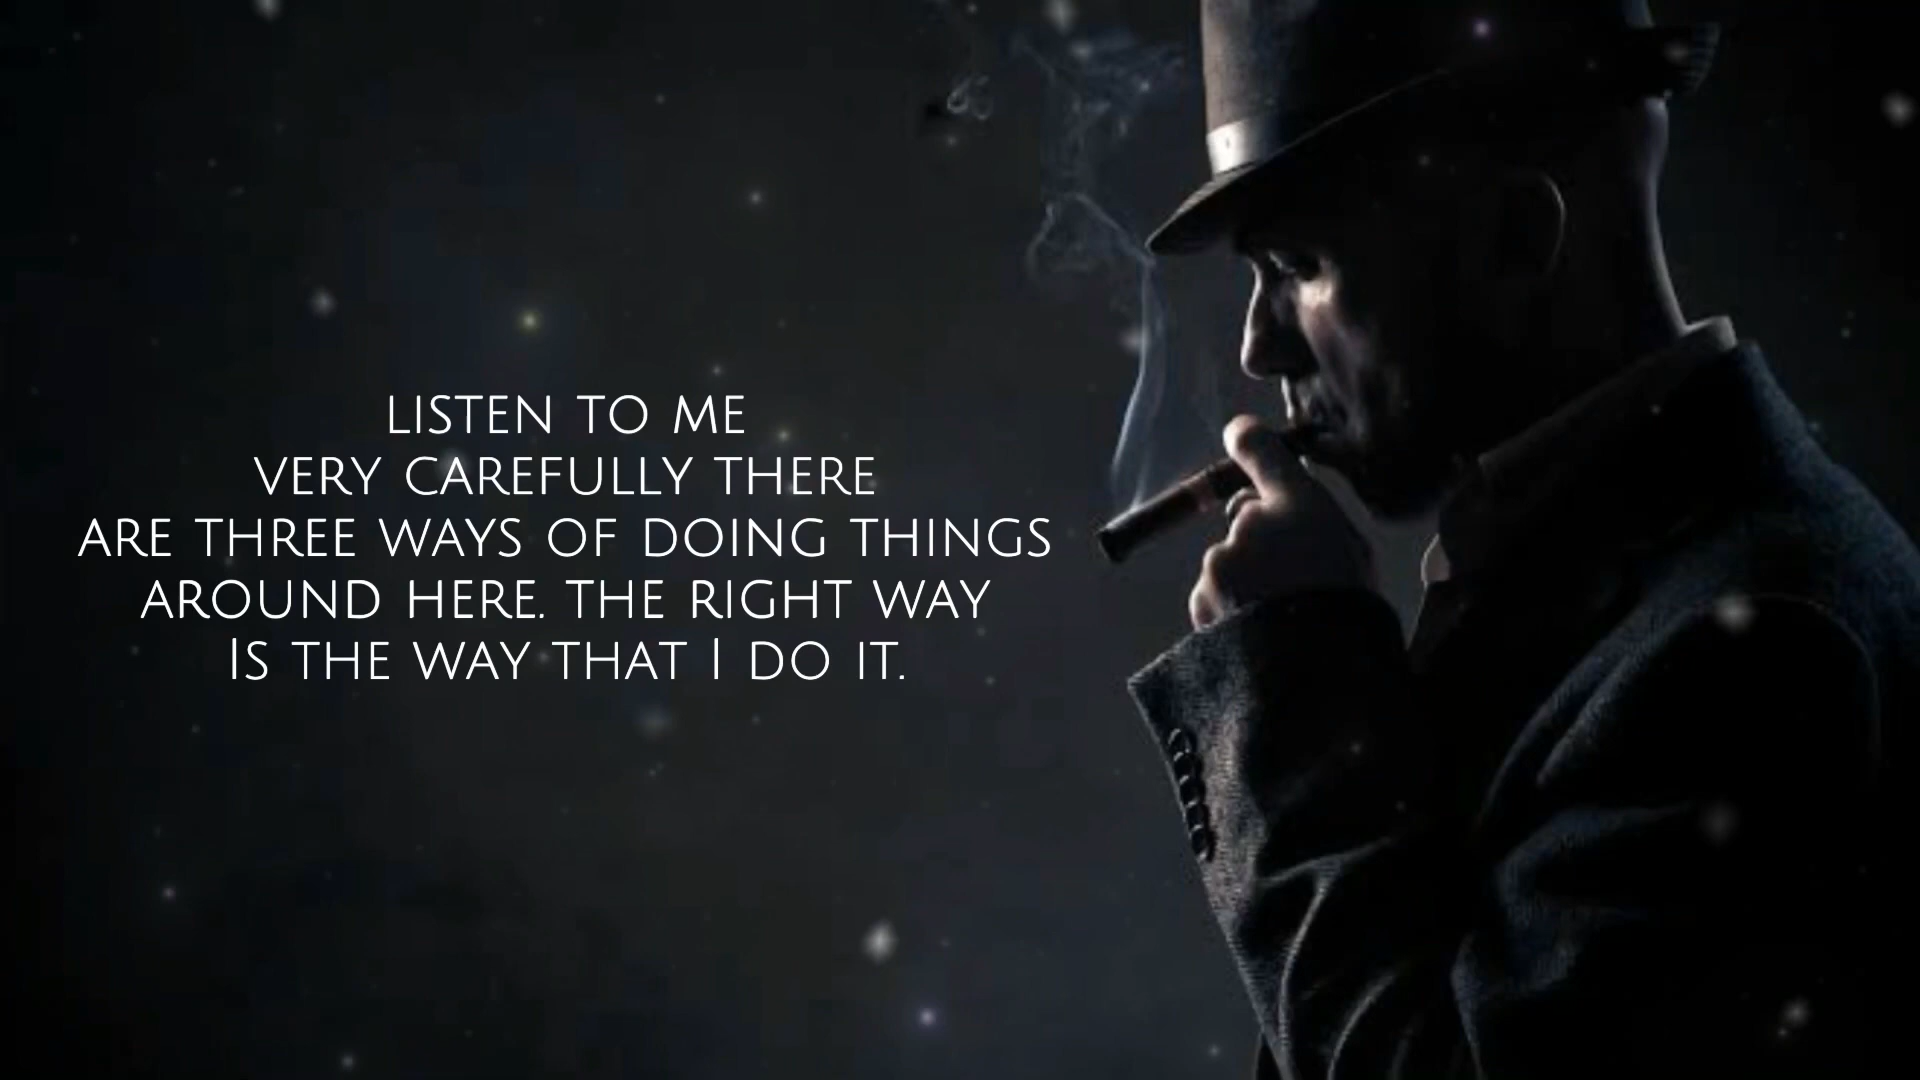 LISTEN TO ME
VERY CAREFULLY THERE
ARE THREE WAYS OF DOING THINGS
AROUND HERE. THE RIGHT WAY
IS THE WAY THAT I DO IT.